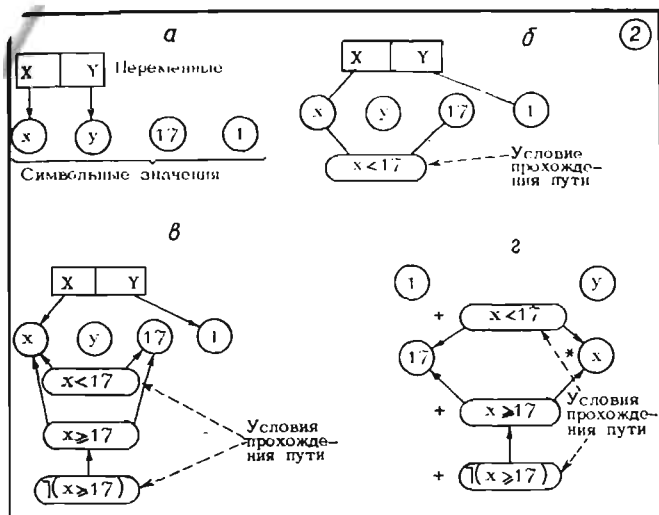 а
X Y Переменные
x y 17 1
Символьные значения
б
2
X Y
x y 17 1
x < 17
Условие
прохожде-
ния пути
в
X Y
x y 17 1
x < 17
x ⩾ 17
⌉(x ⩾ 17)
Условия
прохожде-
ния пути
г
1 y
+ x < 17
17 * x
+ x ⩾ 17
+ ⌉(x ⩾ 17)
Условия
прохожде-
ния пути